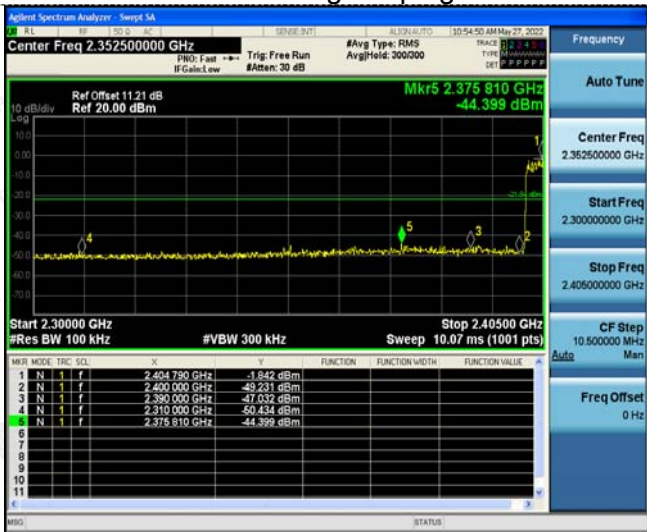 Agilent Spectrum Analyzer - Swept SA
RL RF 50 Ω AC SENSE:INT ALIGNAUTO 10:54:50 AM May 27, 2022
Center Freq 2.352500000 GHz
PNO: Fast
IFGain:Low
Trig: Free Run
#Atten: 30 dB
#Avg Type: RMS
Avg|Hold: 300/300
TRACE 1 2 3 4 5 6
TYPE
DET P P P P P P
Frequency
Auto Tune
Ref Offset 11.21 dB
Ref 20.00 dBm
10 dB/div
Log
Mkr5 2.375 810 GHz
-44.399 dBm
10.0
0.00
-10.0
-20.0
-30.0
-40.0
-50.0
-60.0
-70.0
1
4
5
3
2
Center Freq
2.352500000 GHz
Start Freq
2.300000000 GHz
Stop Freq
2.405000000 GHz
CF Step
10.500000 MHz
Auto Man
Freq Offset
0 Hz
Start 2.30000 GHz Stop 2.40500 GHz
#Res BW 100 kHz #VBW 300 kHz Sweep 10.07 ms (1001 pts)
MKR MODE TRC SCL X Y FUNCTION FUNCTION WIDTH FUNCTION VALUE
1 N 1 f 2.404 790 GHz -1.842 dBm
2 N 1 f 2.400 000 GHz -49.231 dBm
3 N 1 f 2.390 000 GHz -47.032 dBm
4 N 1 f 2.310 000 GHz -50.434 dBm
5 N 1 f 2.375 810 GHz -44.399 dBm
6
7
8
9
10
11
MSG STATUS